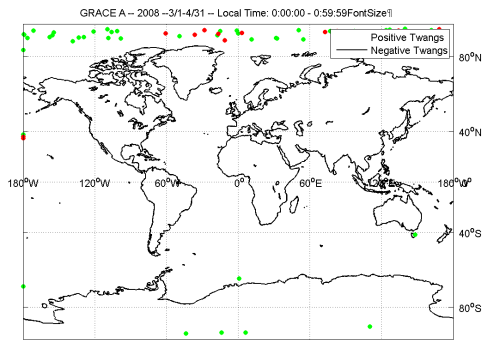 GRACE A -- 2008 --3/1-4/31 -- Local Time: 0:00:00 - 0:59:59FontSize¶
Positive Twangs
Negative Twangs
80°N
40°N
180°W 120°W 60°W 0° 60°E 120°E 180°W 0°
40°S
80°S